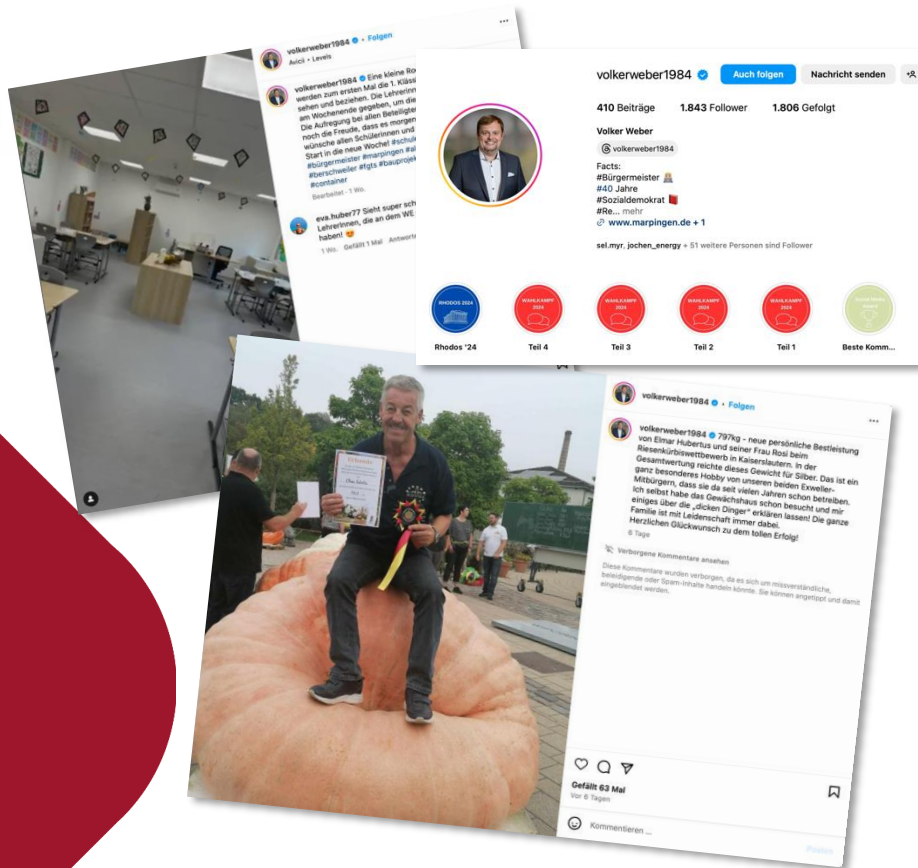 volkerweber1984 • Folgen
Avicii • Levels
volkerweber1984 Eine kleine
werden zum ersten Mal die 1.
sehen und beziehen. Die
am Wochenende gegeben, um die
Die Aufregung bei allen
noch die Freude, dass es morgen
wünsche allen Schülerinnen und
Start in die neue Woche!
#bürgermeister #marpingen
#berschweiler #fgts
#container
Bearbeitet · 1 Wo.
eva.huber77 Sieht super
LehrerInnen, die an dem WE
haben!
1 Wo. Gefällt 1 Mal
volkerweber1984 Auch folgen Nachricht senden
410 Beiträge 1.843 Follower 1.806 Gefolgt
Volker Weber
volkerweber1984
Facts:
#Bürgermeister
#40 Jahre
#Sozialdemokrat
#Re... mehr
www.marpingen.de + 1
sel.myr, jochen_energy + 51 weitere Personen sind Follower
RHODOS 2024 WAHLKAMPF 2024 WAHLKAMPF 2024 WAHLKAMPF 2024 WAHLKAMPF 2024 Social Media Award
Rhodos '24 Teil 4 Teil 3 Teil 2 Teil 1 Beste Komm...
volkerweber1984 • Folgen
volkerweber1984 797kg - neue persönliche Bestleistung
von Elmar Hubertus und seiner Frau Rosi beim
Riesenkürbiswettbewerb in Kaiserslautern. In der
Gesamtwertung reichte dieses Gewicht für Silber. Das ist ein
ganz besonderes Hobby von unseren beiden Exweiler-
Mitbürgern, dass sie da seit vielen Jahren schon betreiben.
Ich selbst habe das Gewächshaus schon besucht und mir
einiges über die „dicken Dinger“ erklären lassen! Die ganze
Familie ist mit Leidenschaft immer dabei.
Herzlichen Glückwunsch zu dem tollen Erfolg!
6 Tage
Verborgene Kommentare ansehen
Diese Kommentare wurden verborgen, da es sich um missverständliche,
beleidigende oder Spam-Inhalte handeln könnte. Sie können angetippt und damit
eingeblendet werden.
Gefällt 63 Mal
Vor 6 Tagen
Kommentieren ...
Posten